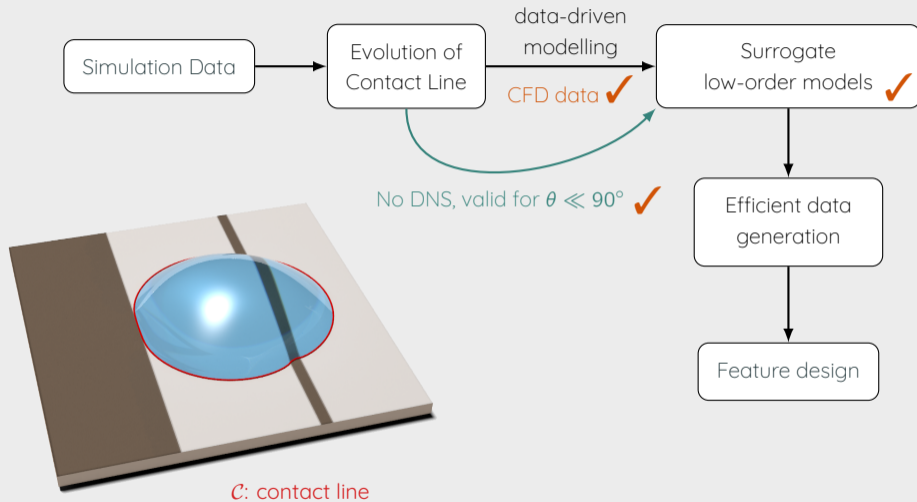 Simulation Data
Evolution of
Contact Line
data-driven
modelling
CFD data ✓
Surrogate
low-order models ✓
No DNS, valid for θ ≪ 90° ✓
Efficient data
generation
Feature design
𝒞: contact line